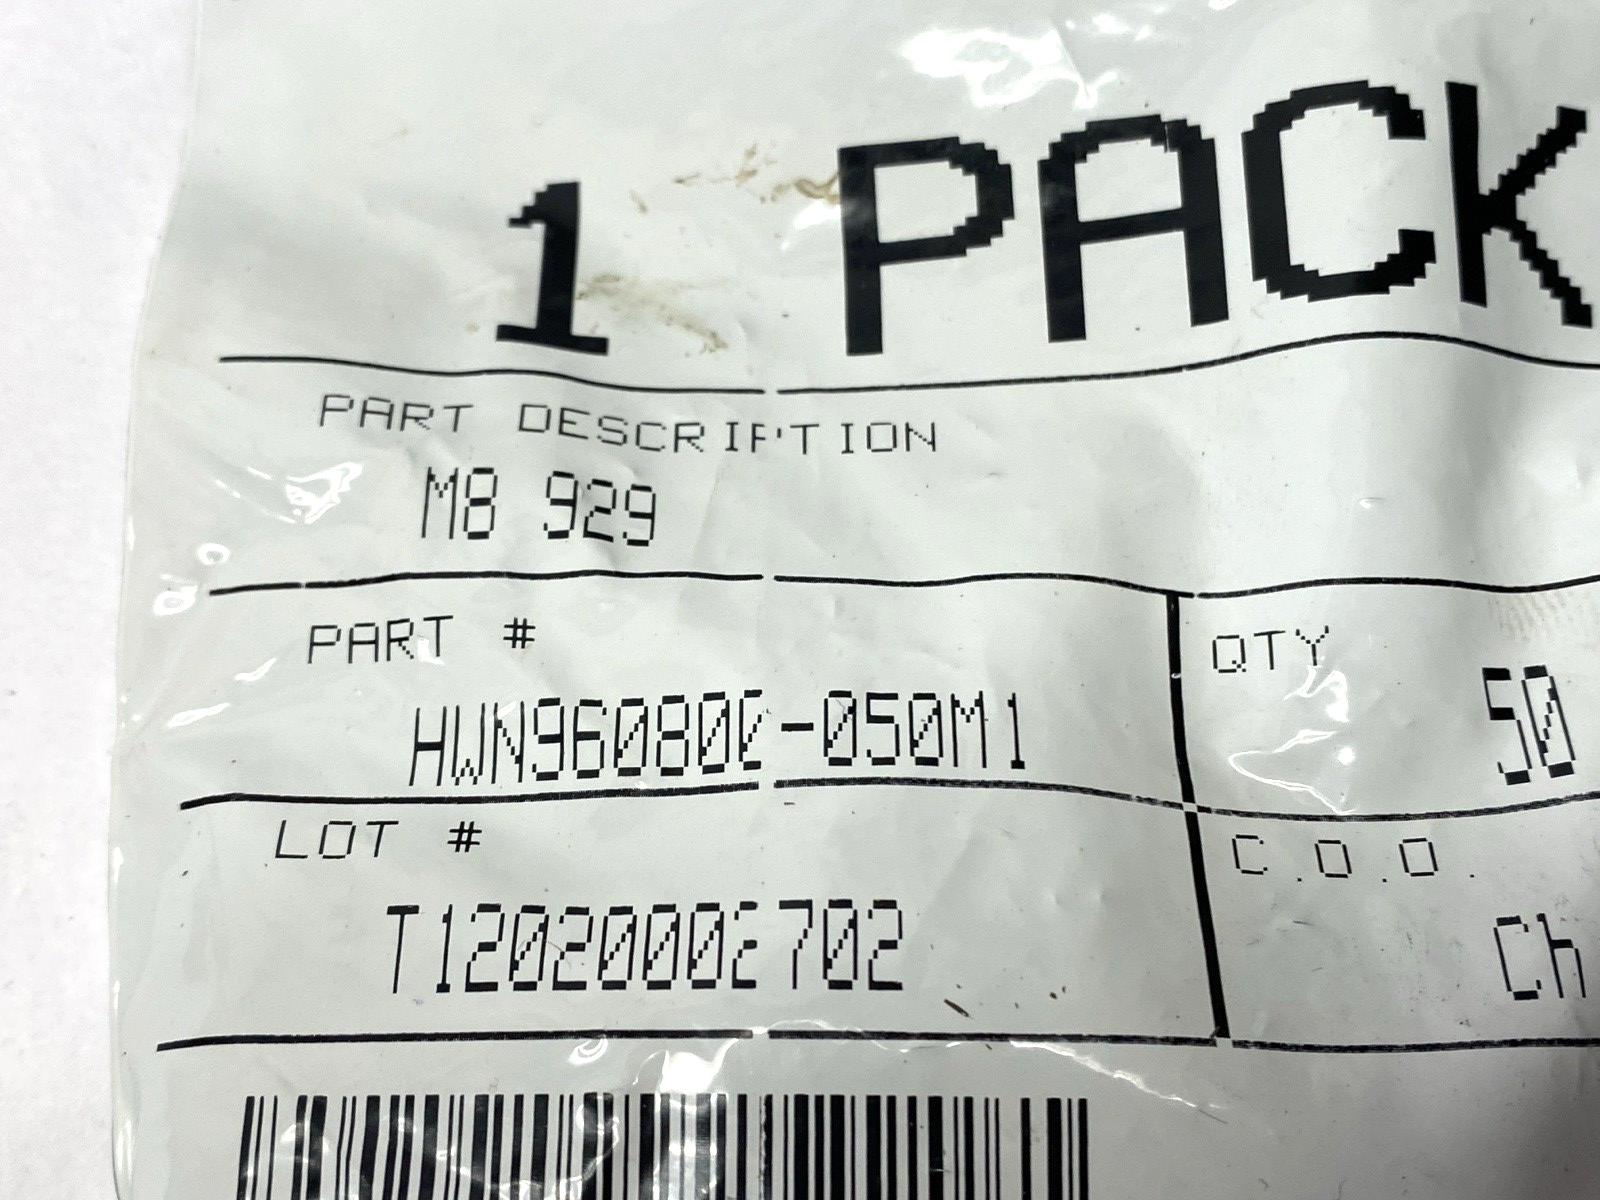 1 PACK
PART DESCRIPTION
M8 929
PART #
QTY
HWN960800-050M1
50
LOT #
C.O.O.
T12020002702
Ch